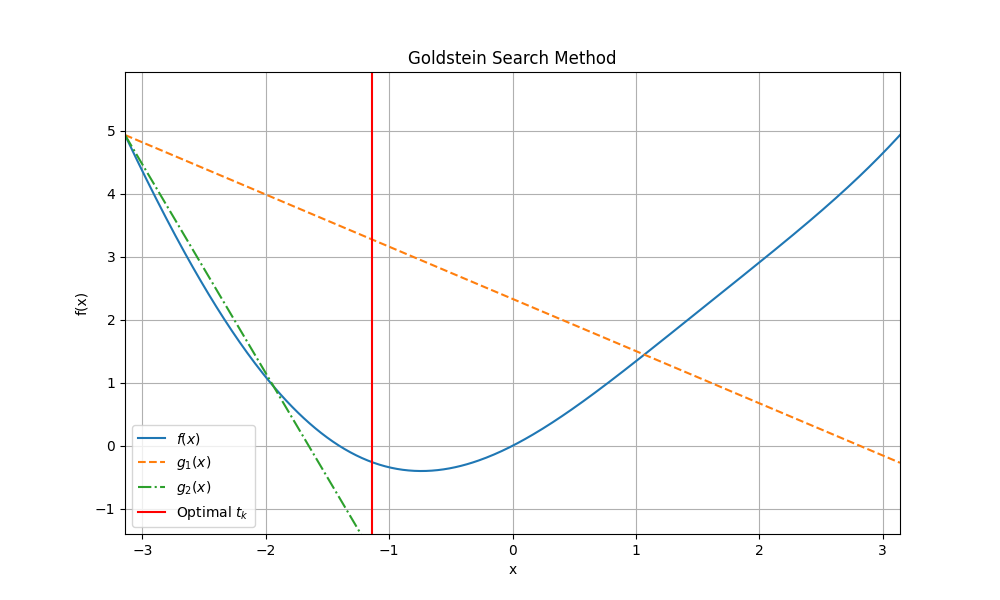 Goldstein Search Method
f(x)
5
4
3
2
1
0
−1
f(x)
g₁(x)
g₂(x)
Optimal tₖ
−3
−2
−1
0
1
2
3
x